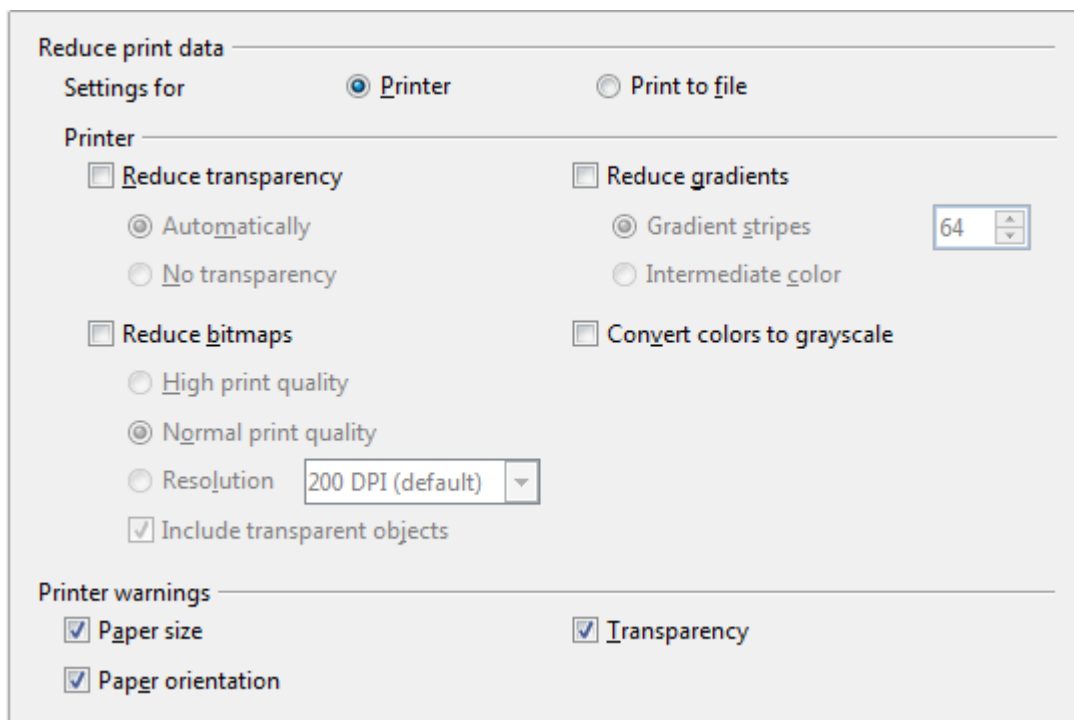 Reduce print data
Settings for Printer Print to file
Printer
Reduce transparency Reduce gradients
Automatically Gradient stripes 64
No transparency Intermediate color
Reduce bitmaps Convert colors to grayscale
High print quality
Normal print quality
Resolution 200 DPI (default)
Include transparent objects
Printer warnings
Paper size Transparency
Paper orientation